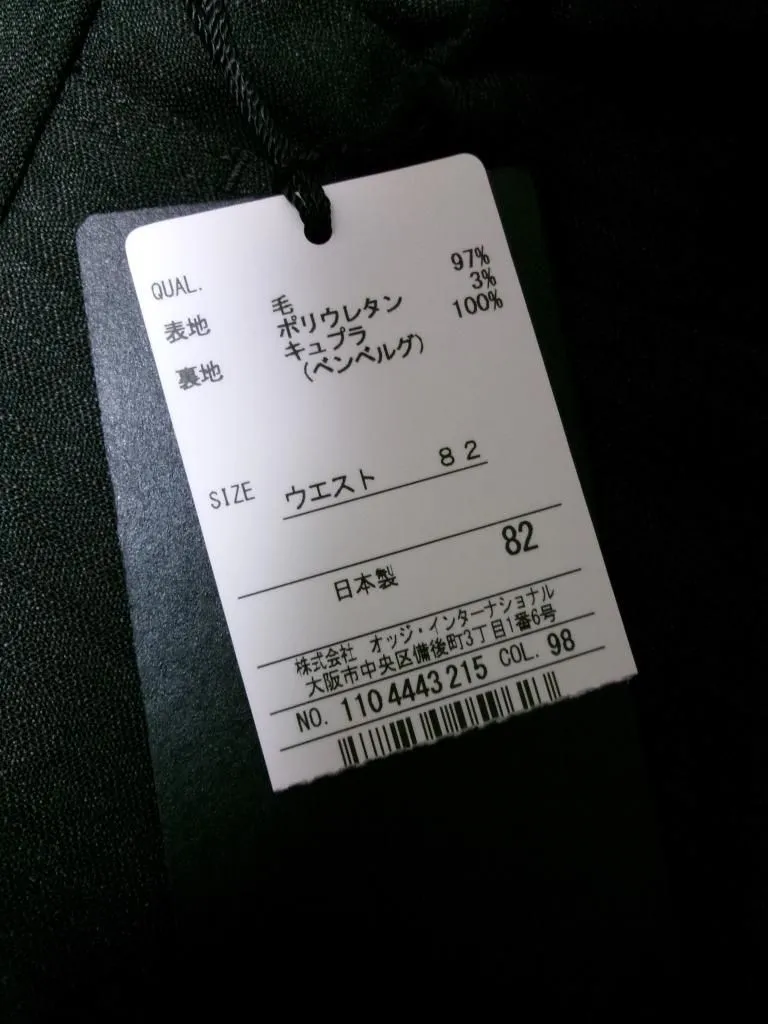 QUAL.
表地 毛 97%
ポリウレタン 3%
裏地 キュプラ 100%
(ベンベルグ)
SIZE ウエスト 82
82
日本製
株式会社 オッジ・インターナショナル
大阪市中央区備後町3丁目1番6号
NO. 110 4443 215 COL. 98